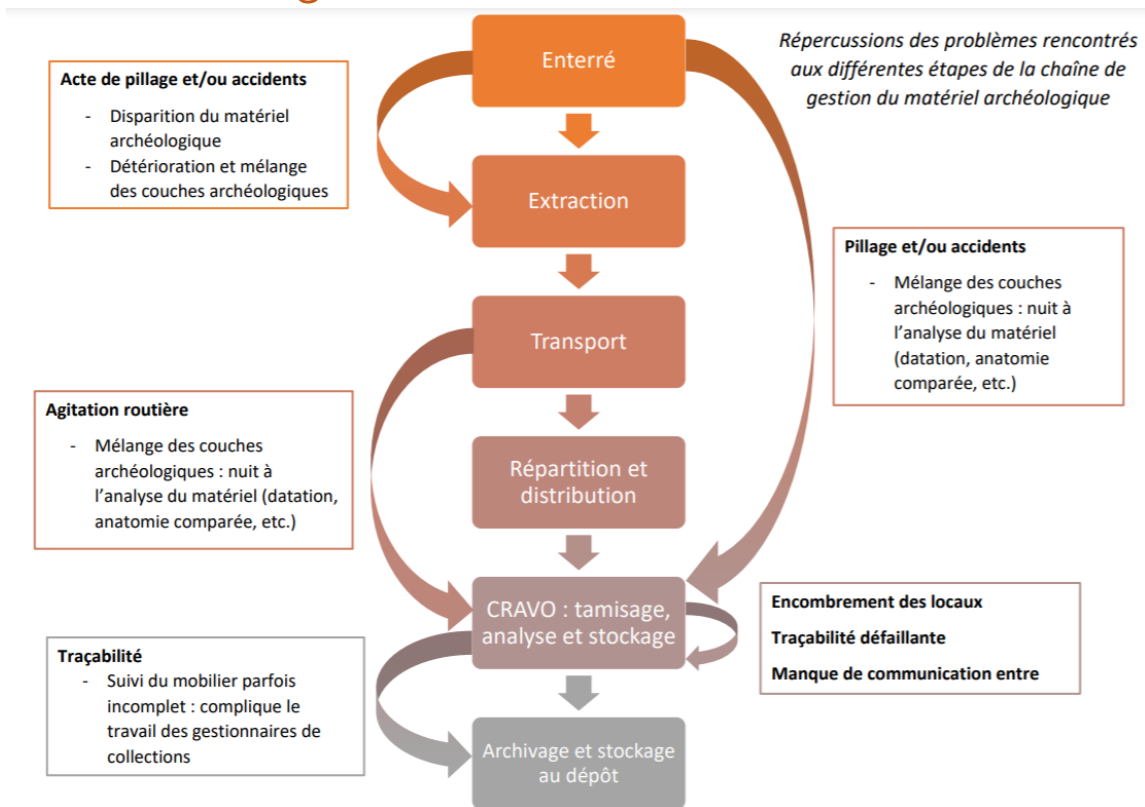 Enterré
Répercussions des problèmes rencontrés
aux différentes étapes de la chaîne de
gestion du matériel archéologique
Acte de pillage et/ou accidents
- Disparition du matériel
archéologique
- Détérioration et mélange
des couches archéologiques
Extraction
Pillage et/ou accidents
- Mélange des couches
archéologiques : nuit à
l'analyse du matériel
(datation, anatomie
comparée, etc.)
Transport
Agitation routière
- Mélange des couches
archéologiques : nuit à
l'analyse du matériel (datation,
anatomie comparée, etc.)
Répartition et
distribution
CRAVO : tamisage,
analyse et stockage
Encombrement des locaux
Traçabilité défaillante
Manque de communication entre
Traçabilité
- Suivi du mobilier parfois
incomplet : complique le
travail des gestionnaires de
collections
Archivage et stockage
au dépôt